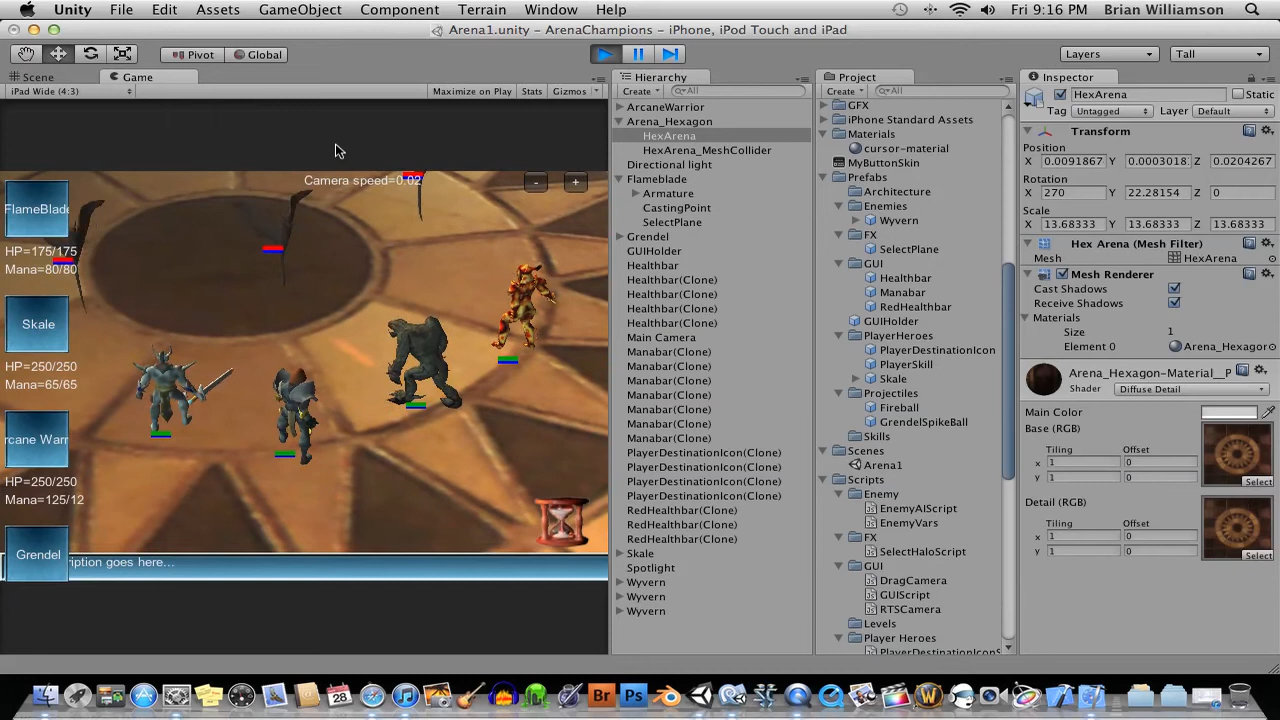 Unity File Edit Assets GameObject Component Terrain Window Help Fri 9:16 PM Brian Williamson
Arena1.unity — ArenaChampions — iPhone, iPod Touch and iPad
Pivot Global Layers Tall
Scene Game
iPad Wide (4:3) Maximize on Play Stats Gizmos
Camera speed=0.02
- +
FlameBlade
HP=175/175
Mana=80/80
Skale
HP=250/250
Mana=65/65
rcane Warr
HP=250/250
Mana=125/12
Grendel
ription goes here...
Hierarchy
Create All
ArcaneWarrior
Arena_Hexagon
HexArena
HexArena_MeshCollider
Directional light
Flameblade
Armature
CastingPoint
SelectPlane
Grendel
GUIHolder
Healthbar
Healthbar(Clone)
Healthbar(Clone)
Healthbar(Clone)
Healthbar(Clone)
Main Camera
Manabar(Clone)
Manabar(Clone)
Manabar(Clone)
Manabar(Clone)
Manabar(Clone)
Manabar(Clone)
Manabar(Clone)
PlayerDestinationIcon(Clone)
PlayerDestinationIcon(Clone)
PlayerDestinationIcon(Clone)
PlayerDestinationIcon(Clone)
RedHealthbar(Clone)
RedHealthbar(Clone)
RedHealthbar(Clone)
Skale
Spotlight
Wyvern
Wyvern
Wyvern
Project
Create All
GFX
iPhone Standard Assets
Materials
cursor-material
MyButtonSkin
Prefabs
Architecture
Enemies
Wyvern
FX
SelectPlane
GUI
Healthbar
Manabar
RedHealthbar
GUIHolder
PlayerHeroes
PlayerDestinationIcon
PlayerSkill
Skale
Projectiles
Fireball
GrendelSpikeBall
Skills
Scenes
Arena1
Scripts
Enemy
EnemyAIScript
EnemyVars
FX
SelectHaloScript
GUI
DragCamera
GUIScript
RTSCamera
Levels
Player Heroes
PlayerDestinationIconS
Inspector
HexArena Static
Tag Untagged Layer Default
Transform
Position
X 0.0091867 Y 0.0003018 Z 0.0204267
Rotation
X 270 Y 22.28154 Z 0
Scale
X 13.68333 Y 13.68333 Z 13.68333
Hex Arena (Mesh Filter)
Mesh HexArena
Mesh Renderer
Cast Shadows
Receive Shadows
Materials
Size 1
Element 0 Arena_Hexagon
Arena_Hexagon-Material__P
Shader Diffuse Detail
Main Color
Base (RGB)
Tiling Offset
x 1 0
y 1 0
Select
Detail (RGB)
Tiling Offset
x 1 0
y 1 0
Select
28
Br Ps